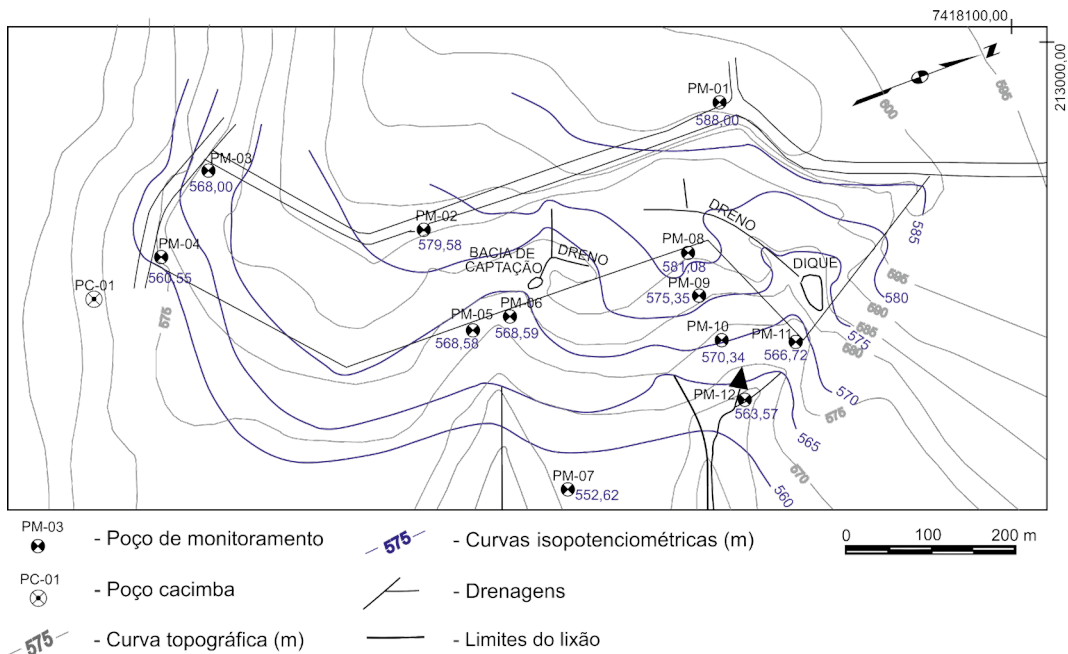 7418100,00
213000,00
N
595
600
PM-01
588,00
PM-03
568,00
PM-02
579,58
DRENO
585
PM-04
560,55
BACIA DE
CAPTAÇÃO
DRENO
PM-08
581,08
DIQUE
595
580
PC-01
575
PM-09
575,35
590
PM-06
568,59
PM-05
568,58
PM-10
570,34
PM-11
566,72
585
575
580
PM-12
563,57
570
575
565
570
PM-07
552,62
560
PM-03
- Poço de monitoramento
575
- Curvas isopotenciométricas (m)
0 100 200 m
PC-01
- Poço cacimba
- Drenagens
575
- Curva topográfica (m)
- Limites do lixão